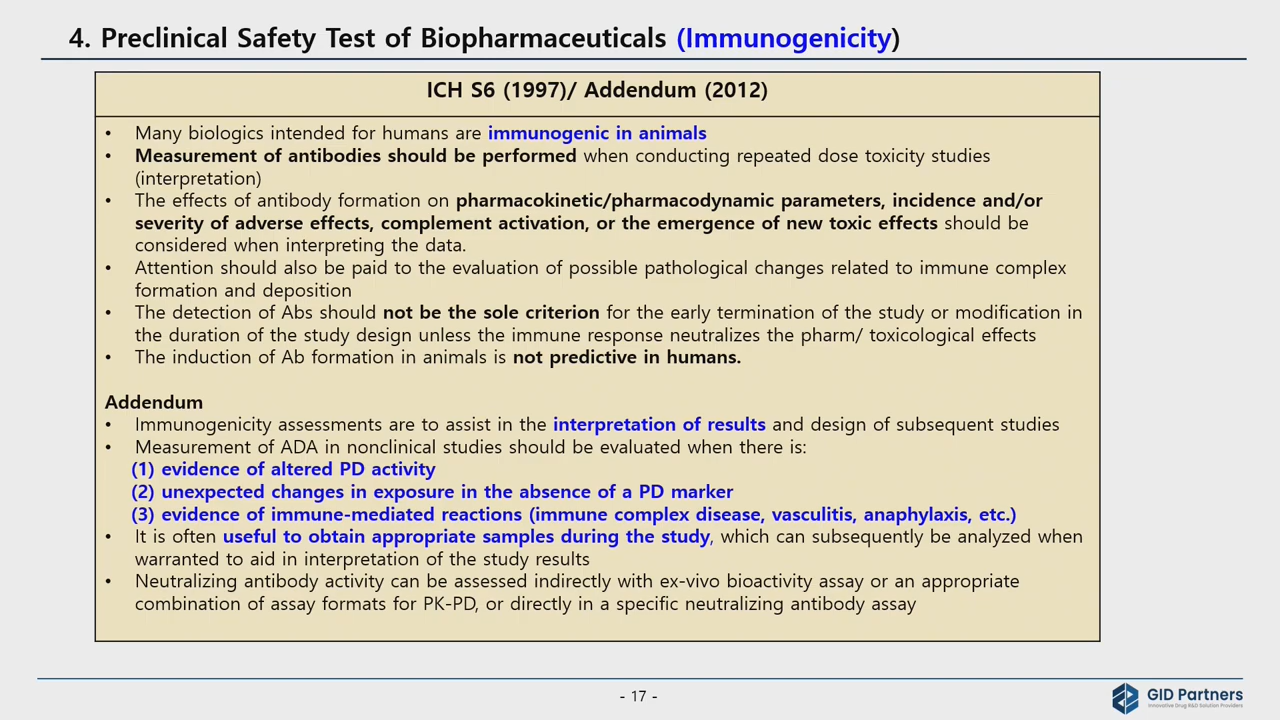 4. Preclinical Safety Test of Biopharmaceuticals (Immunogenicity)
ICH S6 (1997)/ Addendum (2012)
• Many biologics intended for humans are immunogenic in animals
• Measurement of antibodies should be performed when conducting repeated dose toxicity studies
(interpretation)
• The effects of antibody formation on pharmacokinetic/pharmacodynamic parameters, incidence and/or
severity of adverse effects, complement activation, or the emergence of new toxic effects should be
considered when interpreting the data.
• Attention should also be paid to the evaluation of possible pathological changes related to immune complex
formation and deposition
• The detection of Abs should not be the sole criterion for the early termination of the study or modification in
the duration of the study design unless the immune response neutralizes the pharm/ toxicological effects
• The induction of Ab formation in animals is not predictive in humans.
Addendum
• Immunogenicity assessments are to assist in the interpretation of results and design of subsequent studies
• Measurement of ADA in nonclinical studies should be evaluated when there is:
(1) evidence of altered PD activity
(2) unexpected changes in exposure in the absence of a PD marker
(3) evidence of immune-mediated reactions (immune complex disease, vasculitis, anaphylaxis, etc.)
• It is often useful to obtain appropriate samples during the study, which can subsequently be analyzed when
warranted to aid in interpretation of the study results
• Neutralizing antibody activity can be assessed indirectly with ex-vivo bioactivity assay or an appropriate
combination of assay formats for PK-PD, or directly in a specific neutralizing antibody assay
- 17 -
GID Partners
Innovative Drug R&D Solution Providers